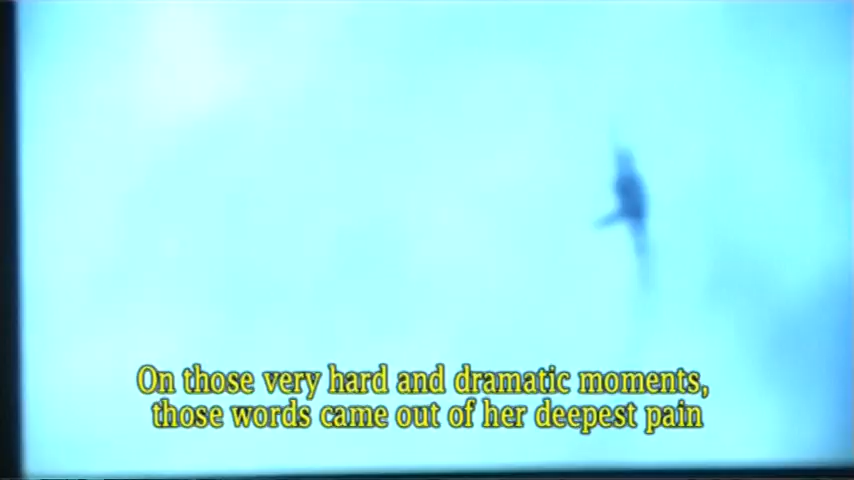 On those very hard and dramatic moments,
those words came out of her deepest pain